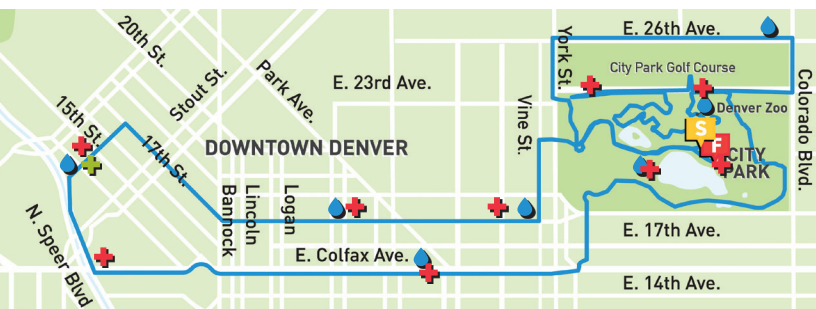 20th St.
Stout St.
Park Ave.
15th St.
17th St.
N. Speer Blvd
DOWNTOWN DENVER
E. 23rd Ave.
Bannock
Lincoln
Logan
E. Colfax Ave.
Vine St.
York St.
E. 26th Ave.
City Park Golf Course
Denver Zoo
S
F
CITY
PARK
Colorado Blvd.
E. 17th Ave.
E. 14th Ave.